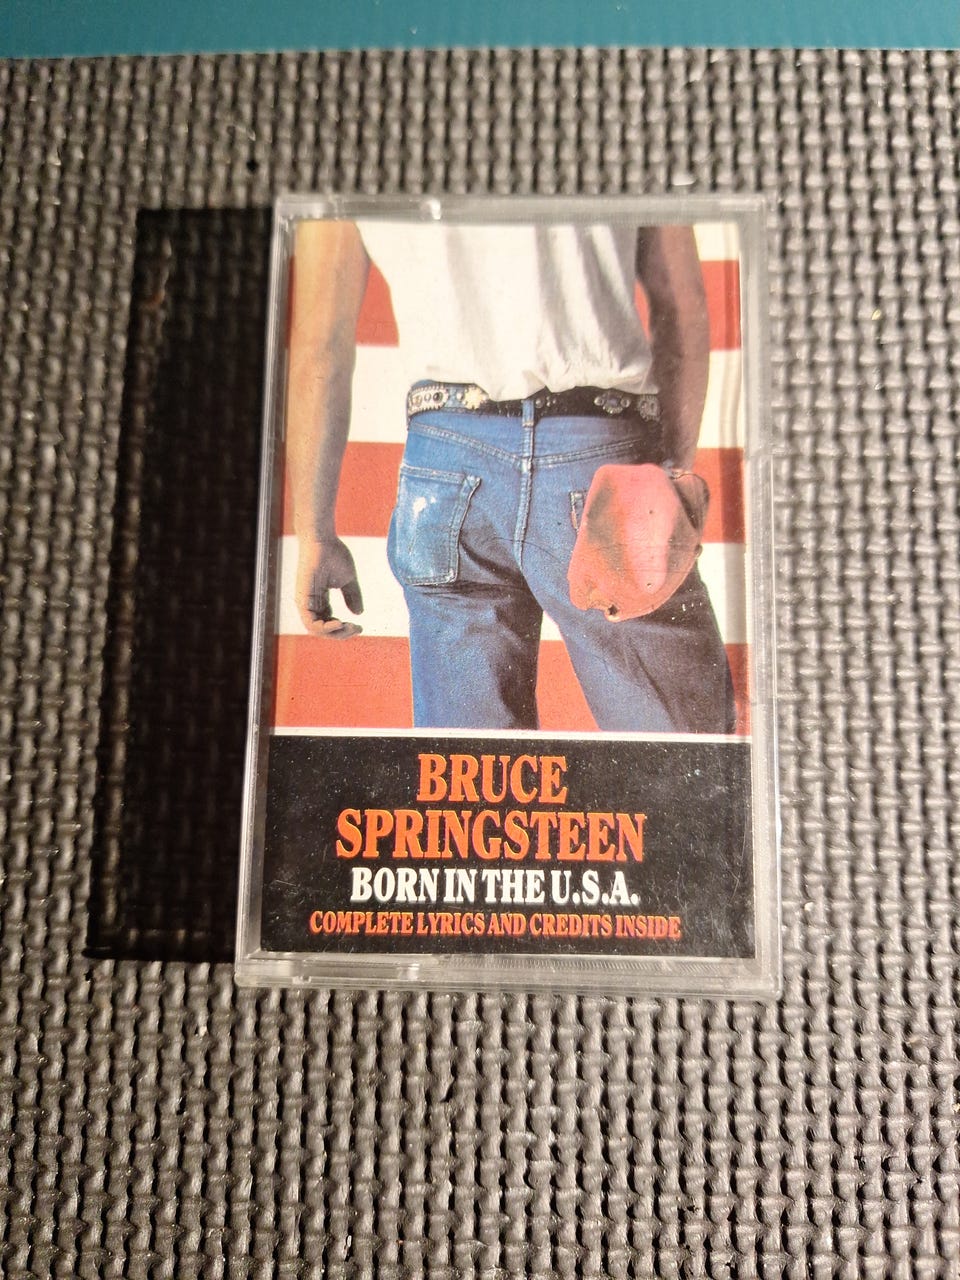 BRUCE
SPRINGSTEEN
BORN IN THE U.S.A.
COMPLETE LYRICS AND CREDITS INSIDE